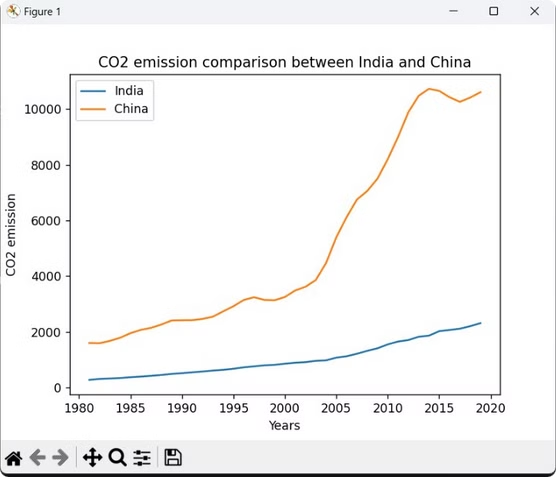 Figure 1
CO2 emission comparison between India and China
India
China
CO2 emission
10000
8000
6000
4000
2000
0
1980 1985 1990 1995 2000 2005 2010 2015 2020
Years